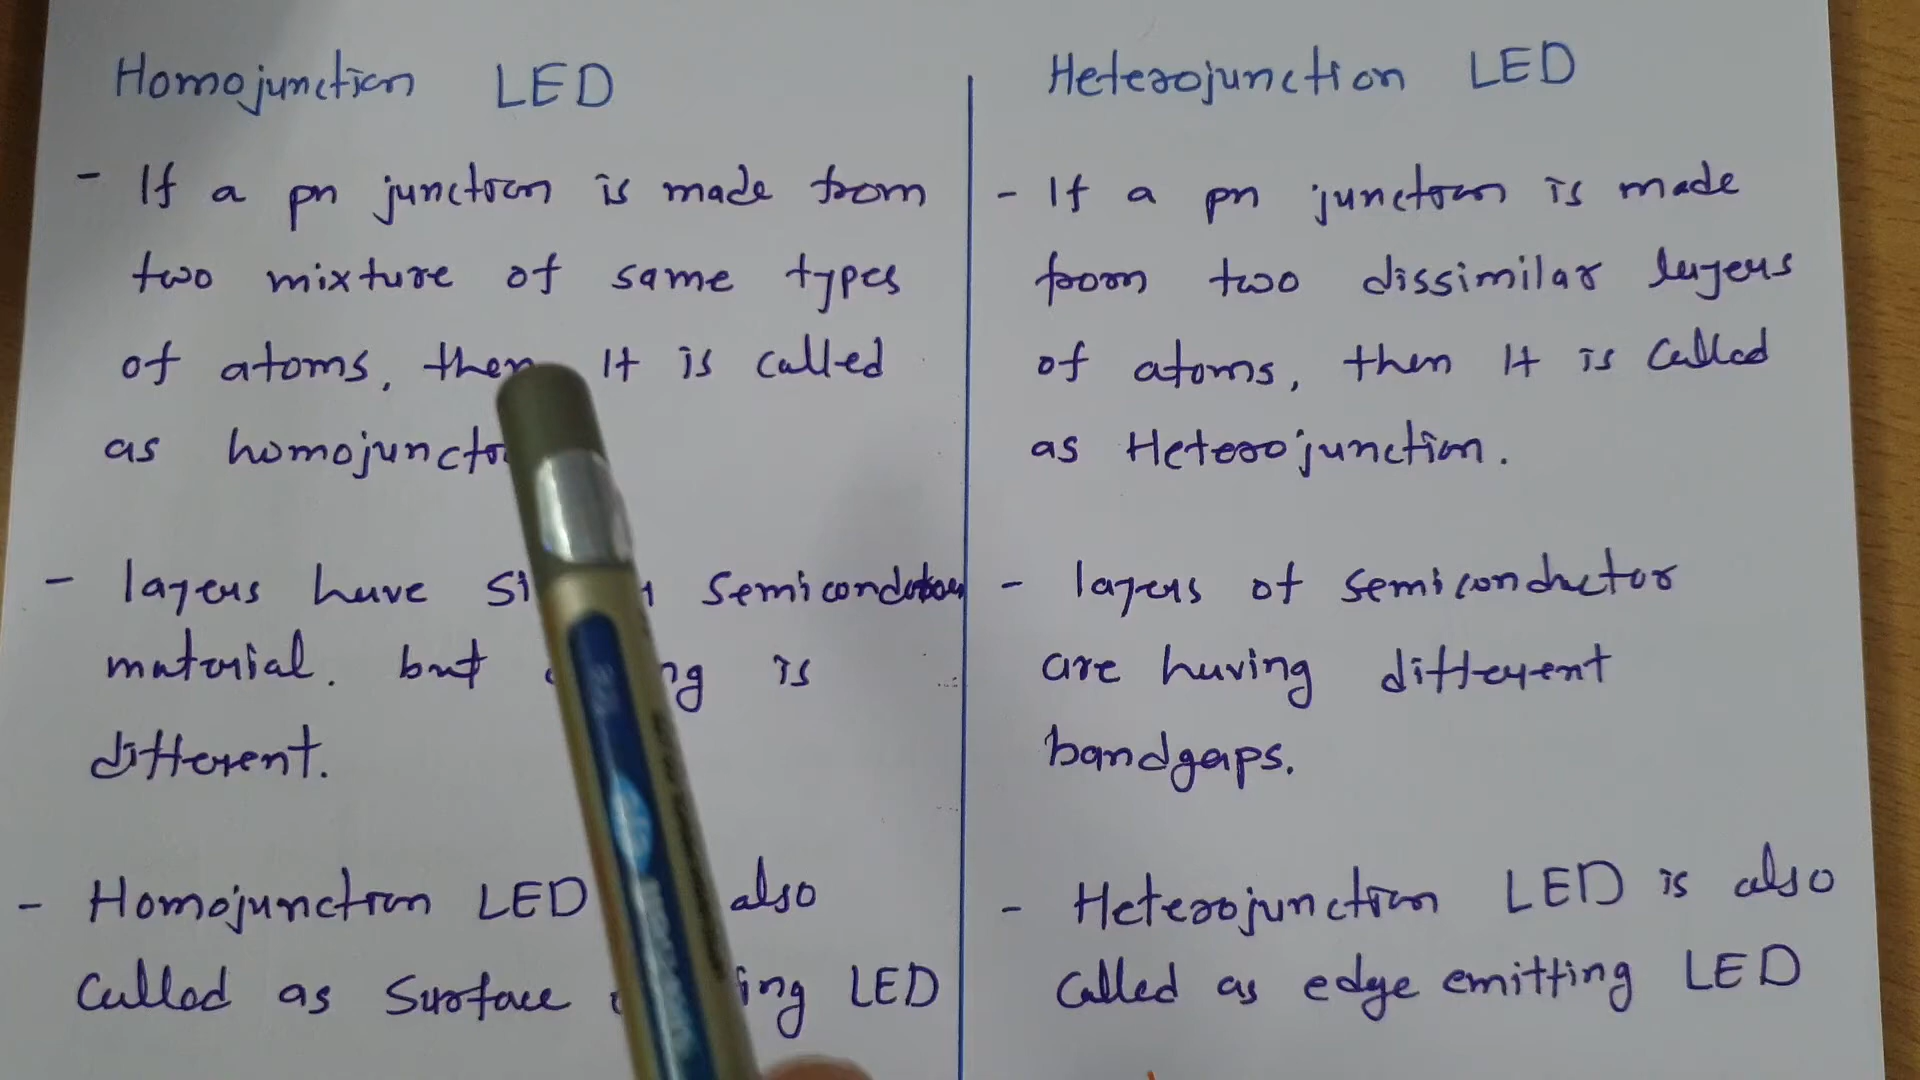 Homojunction LED
- If a pn junction is made from
two mixture of same types
of atoms, then It is called
as
- layers have semiconductor
material. but is
different.
- Homojunction LED also
Called as Surface LED
Heterojunction LED
- If a pn junction is made
from two dissimilar layers
of atoms, then It is called
as Heterojunction.
- layers of semiconductor
are having different
bandgaps.
- Heterojunction LED is also
Called as edge emitting LED